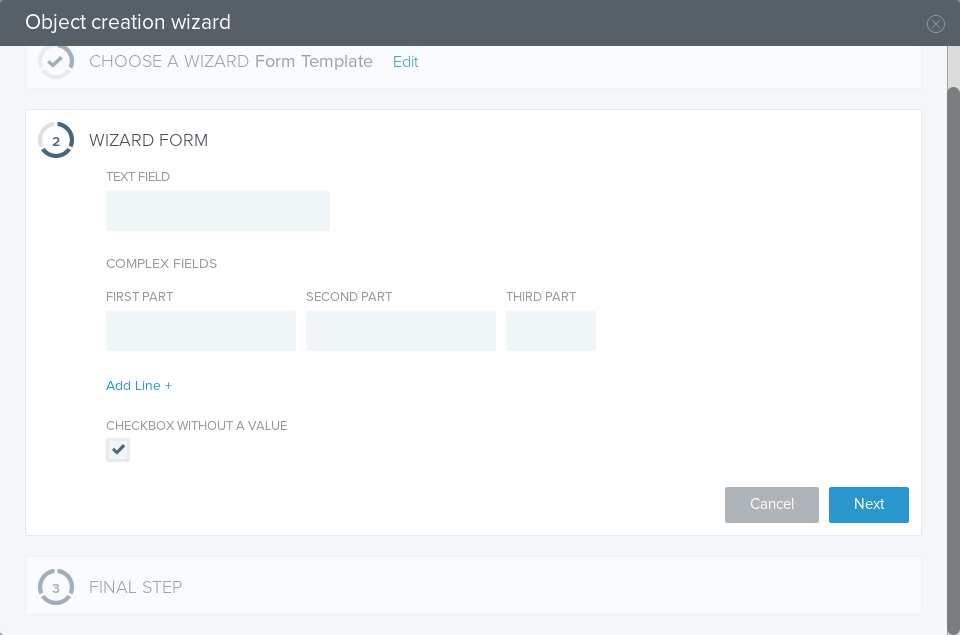 Object creation wizard
CHOOSE A WIZARD Form Template Edit
2 WIZARD FORM
TEXT FIELD
COMPLEX FIELDS
FIRST PART SECOND PART THIRD PART
Add Line +
CHECKBOX WITHOUT A VALUE
Cancel Next
3 FINAL STEP